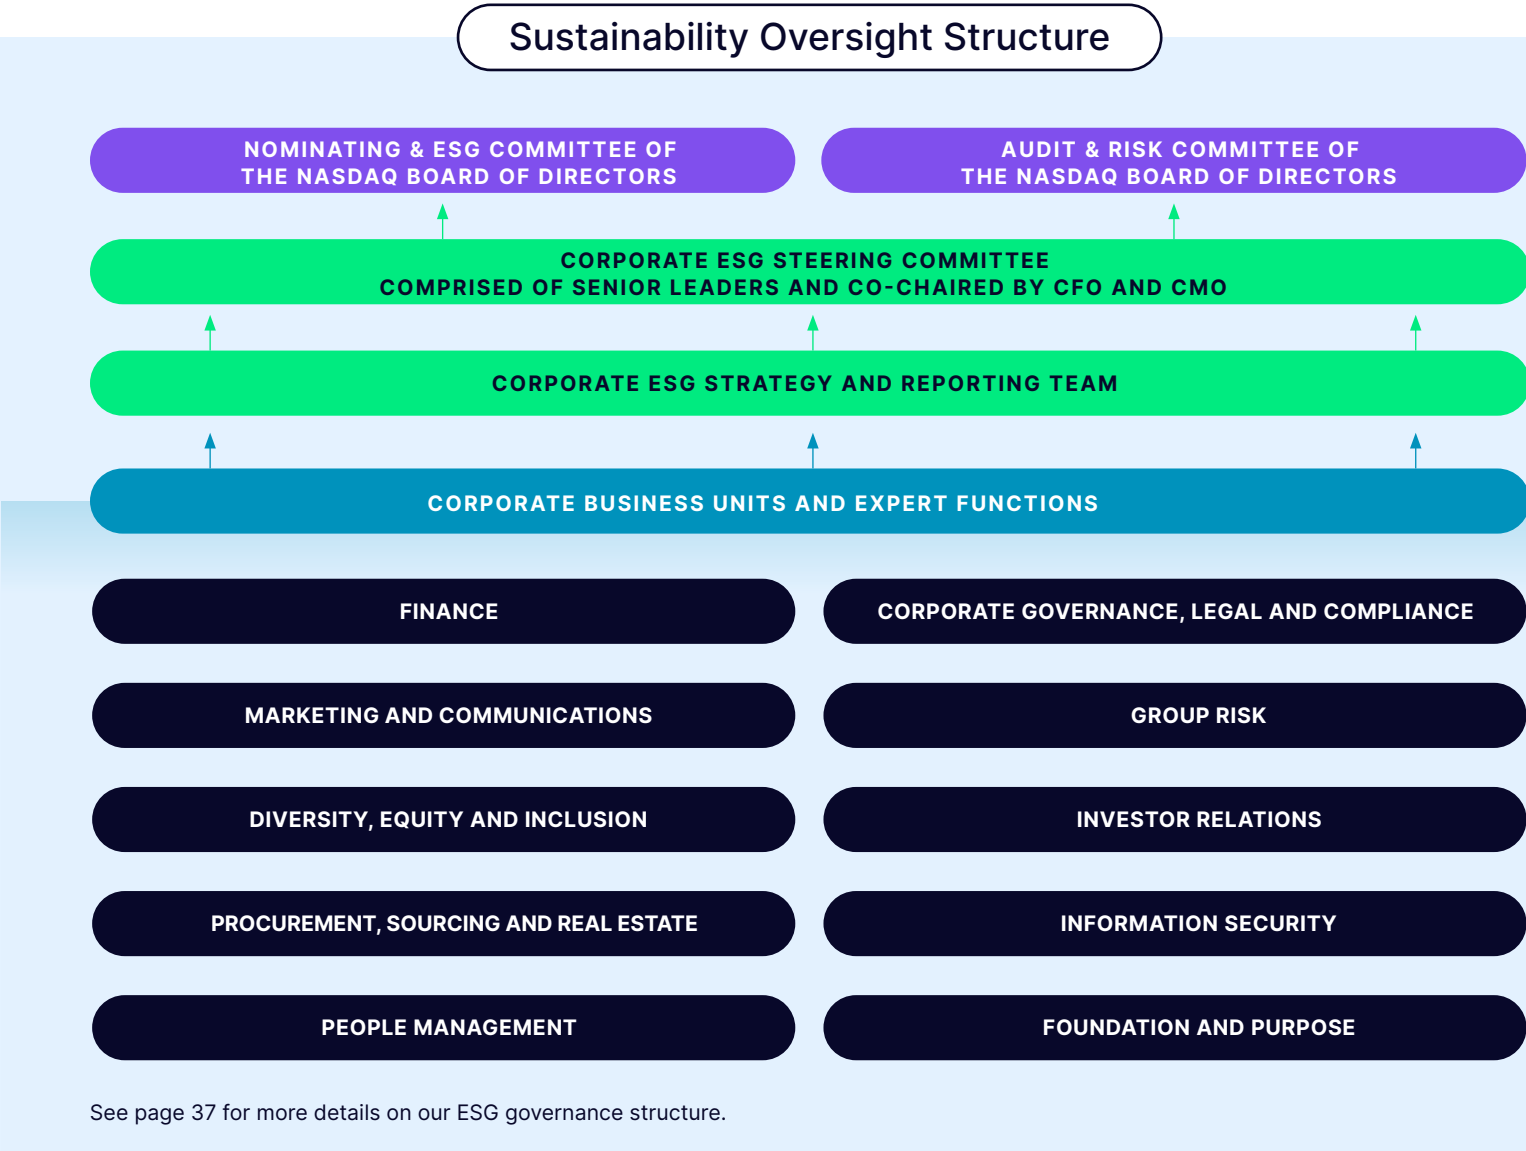 Sustainability Oversight Structure
NOMINATING & ESG COMMITTEE OF
THE NASDAQ BOARD OF DIRECTORS
AUDIT & RISK COMMITTEE OF
THE NASDAQ BOARD OF DIRECTORS
CORPORATE ESG STEERING COMMITTEE
COMPRISED OF SENIOR LEADERS AND CO-CHAIRED BY CFO AND CMO
CORPORATE ESG STRATEGY AND REPORTING TEAM
CORPORATE BUSINESS UNITS AND EXPERT FUNCTIONS
FINANCE
CORPORATE GOVERNANCE, LEGAL AND COMPLIANCE
MARKETING AND COMMUNICATIONS
GROUP RISK
DIVERSITY, EQUITY AND INCLUSION
INVESTOR RELATIONS
PROCUREMENT, SOURCING AND REAL ESTATE
INFORMATION SECURITY
PEOPLE MANAGEMENT
FOUNDATION AND PURPOSE
See page 37 for more details on our ESG governance structure.